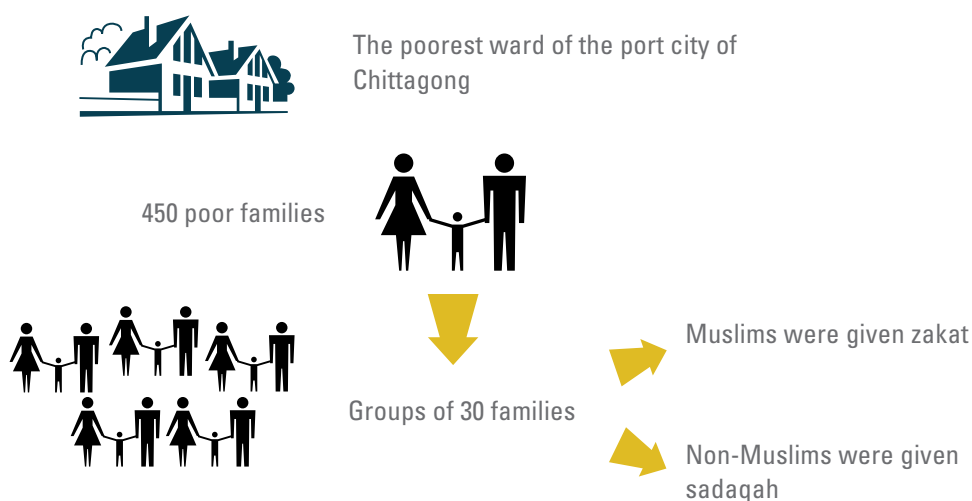 The poorest ward of the port city of
Chittagong
450 poor families
Groups of 30 families
Muslims were given zakat
Non-Muslims were given
sadaqah